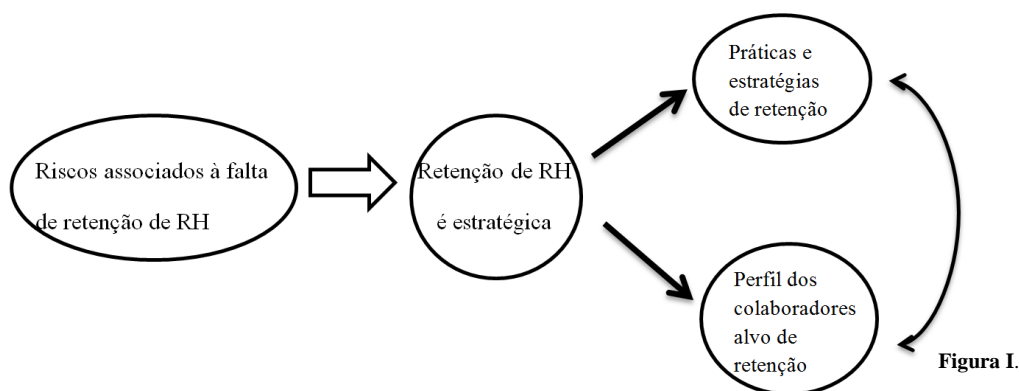 Riscos associados à falta
de retenção de RH
Retenção de RH
é estratégica
Práticas e
estratégias
de retenção
Perfil dos
colaboradores
alvo de
retenção
Figura I.